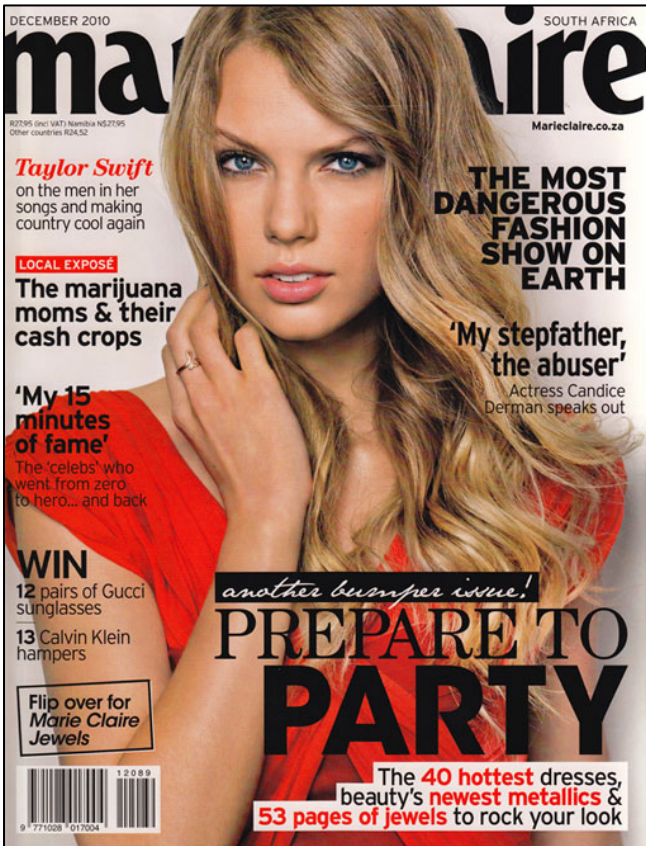 DECEMBER 2010
SOUTH AFRICA
ma    aire
R27,95 (incl VAT) Namibia N$27,95
Other countries R24,52
Marieclaire.co.za
Taylor Swift
on the men in her
songs and making
country cool again
LOCAL EXPOSÉ
The marijuana
moms & their
cash crops
'My 15
minutes
of fame'
The 'celebs' who
went from zero
to hero... and back
WIN
12 pairs of Gucci
sunglasses
13 Calvin Klein
hampers
Flip over for
Marie Claire
Jewels
THE MOST
DANGEROUS
FASHION
SHOW ON
EARTH
'My stepfather,
the abuser'
Actress Candice
Derman speaks out
another bumper issue!
PREPARE TO
PARTY
The 40 hottest dresses,
beauty's newest metallics &
53 pages of jewels to rock your look
12089
9 771028 017004